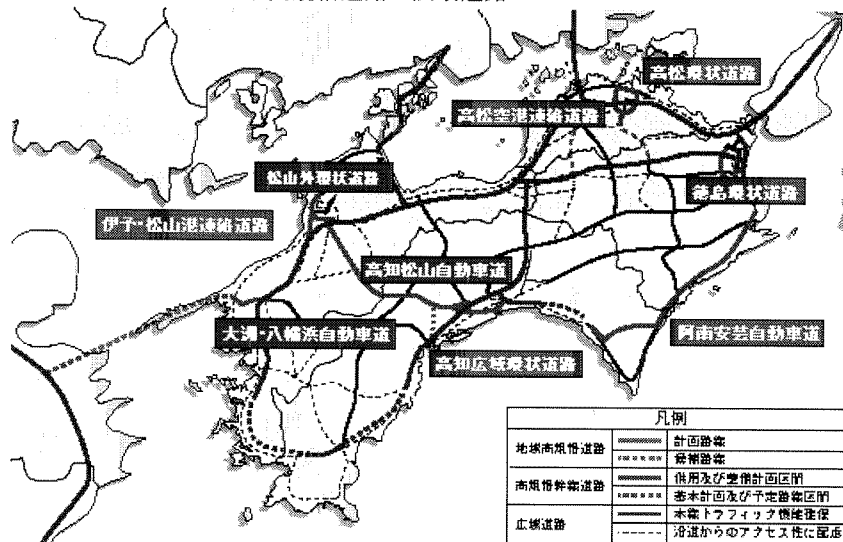 高松環状道路
高松空港連絡道路
松山外環状道路
徳島環状道路
伊予・松山港連絡道路
高知松山自動車道
大洲・八幡浜自動車道
阿南安芸自動車道
高知広域環状道路
凡例
地域高規格道路
計画路線
候補路線
高規格幹線道路
供用及び整備計画区間
基本計画及び予定路線区間
広域道路
本線トラフィック機能確保
沿道からのアクセス性に配慮